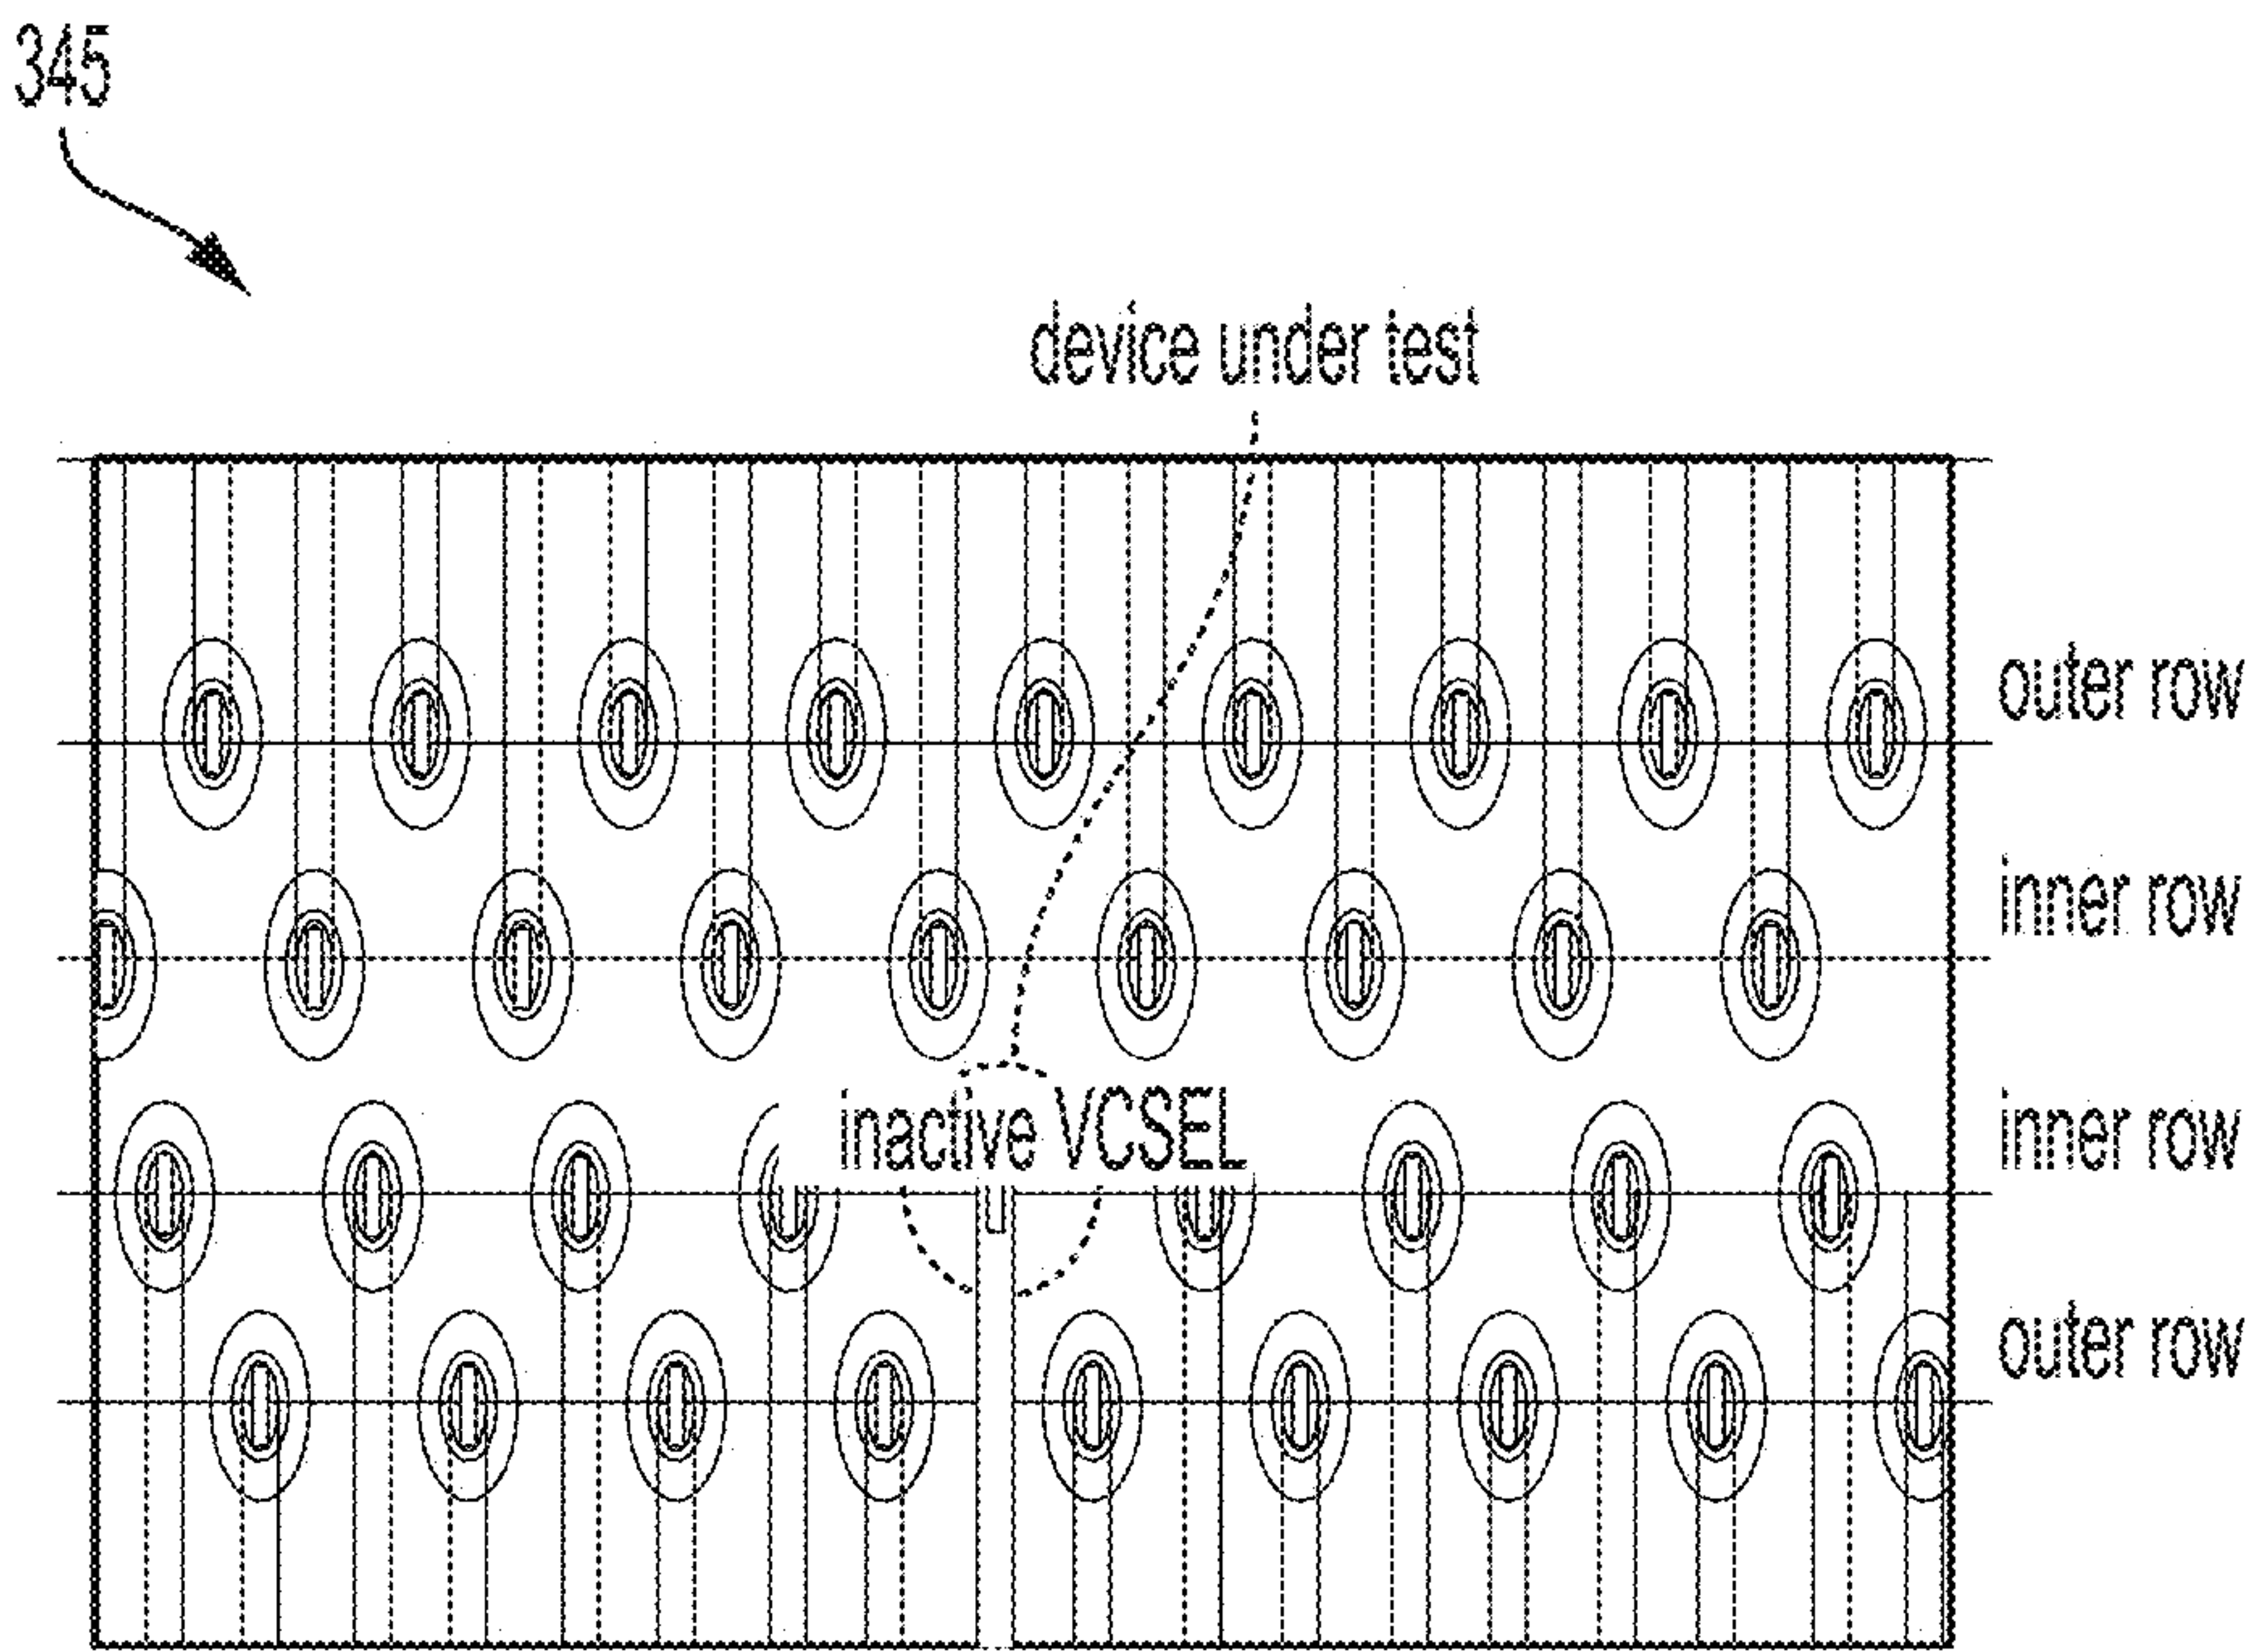 345
device under test
outer row
inner row
inactive VCSEL
inner row
outer row